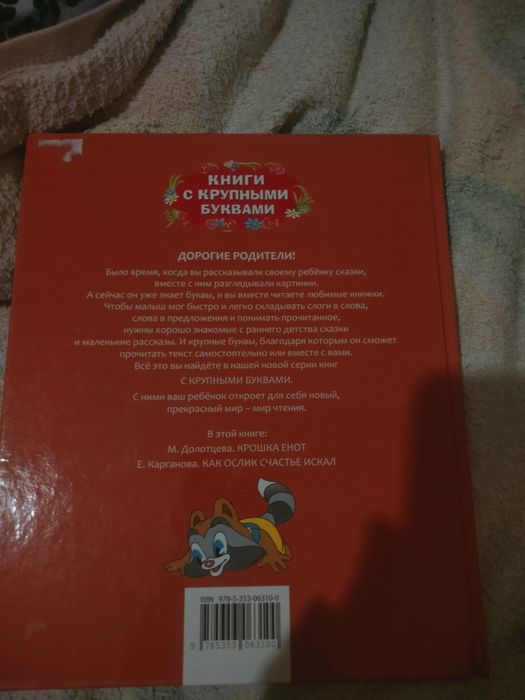 КНИГИ
С КРУПНЫМИ
БУКВАМИ
ДОРОГИЕ РОДИТЕЛИ!
Было время, когда вы рассказывали своему ребёнку сказки,
вместе с ним разглядывали картинки.
А сейчас он уже знает буквы, и вы вместе читаете любимые книжки.
Чтобы малыш мог быстро и легко складывать слоги в слова,
слова в предложения и понимать прочитанное,
нужны хорошо знакомые с раннего детства сказки
и маленькие рассказы. И крупные буквы, благодаря которым он сможет
прочитать текст самостоятельно или вместе с вами.
Всё это вы найдёте в нашей новой серии книг
С КРУПНЫМИ БУКВАМИ.
С ними ваш ребёнок откроет для себя новый,
прекрасный мир – мир чтения.
В этой книге:
М. Долотцева. КРОШКА ЕНОТ
Е. Карганова. КАК ОСЛИК СЧАСТЬЕ ИСКАЛ
ISBN 978-5-353-06310-0
9 785353 063100